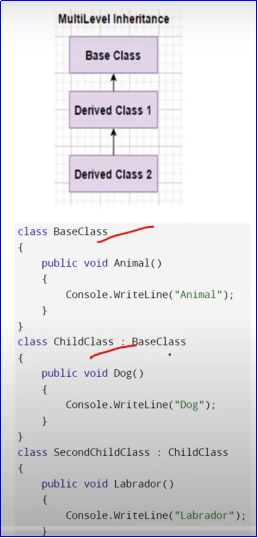 MultiLevel Inheritance
Base Class
Derived Class 1
Derived Class 2
class BaseClass
{
    public void Animal()
    {
        Console.WriteLine("Animal");
    }
}
class ChildClass : BaseClass
{
    public void Dog()
    {
        Console.WriteLine("Dog");
    }
}
class SecondChildClass : ChildClass
{
    public void Labrador()
    {
        Console.WriteLine("Labrador");
    }